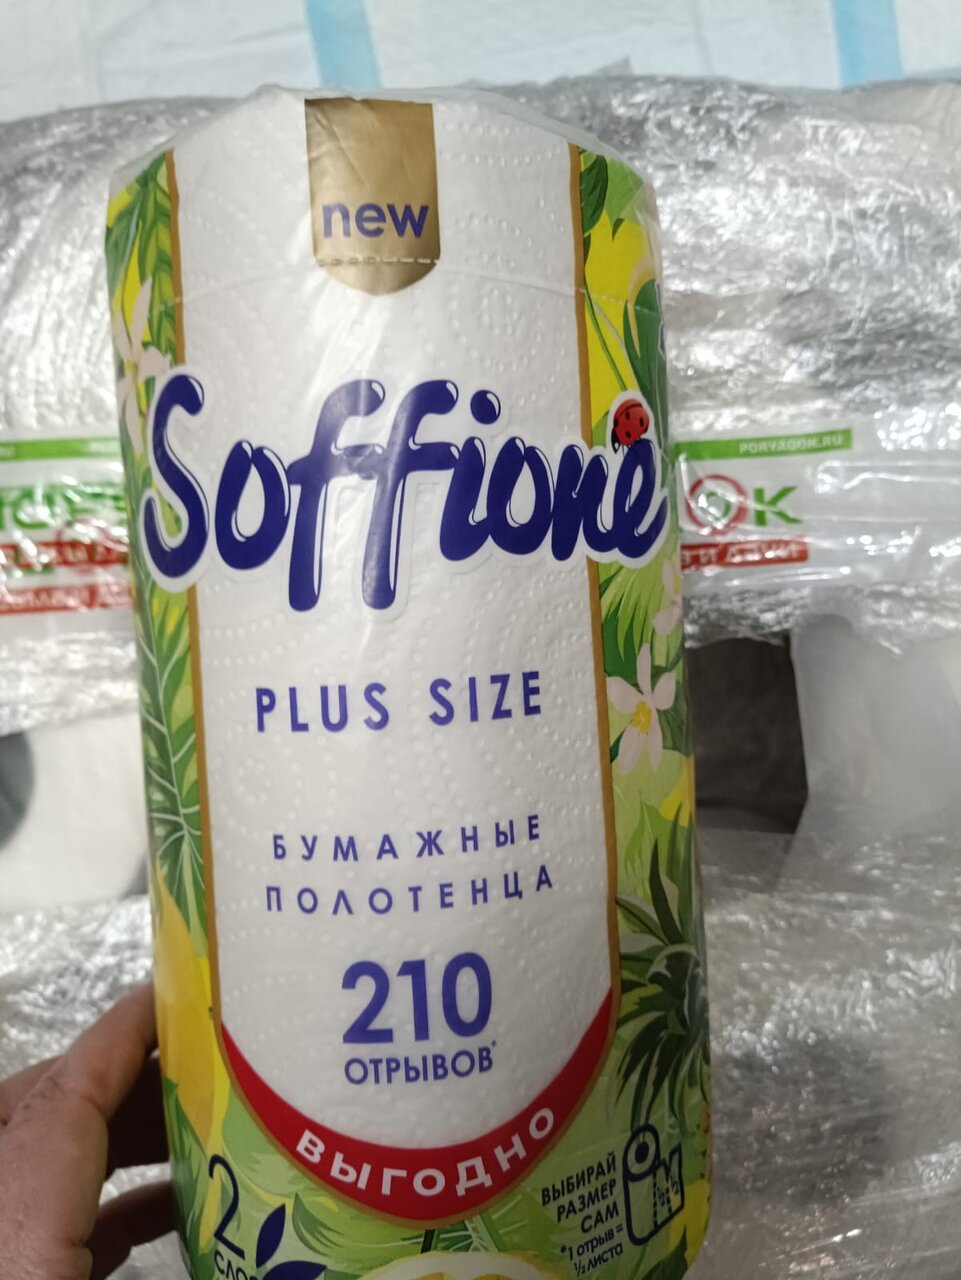 new
Soffione
PLUS SIZE
БУМАЖНЫЕ
ПОЛОТЕНЦА
210
ОТРЫВОВ*
ВЫГОДНО
ВЫБИРАЙ
РАЗМЕР
САМ
*1 отрыв =
½ листа
2
PORYADOK.RU
ОК